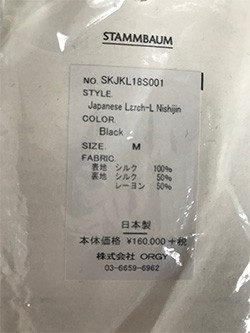 STAMMBAUM
NO. SKJKL18S001
STYLE.
Japanese Lerch-L Nishijin
COLOR.
Black
SIZE. M
FABRIC.
表地 シルク 100%
裏地 シルク 50%
レーヨン 50%
日本製
本体価格 ¥160,000+税
株式会社 ORGY
03-6659-6962